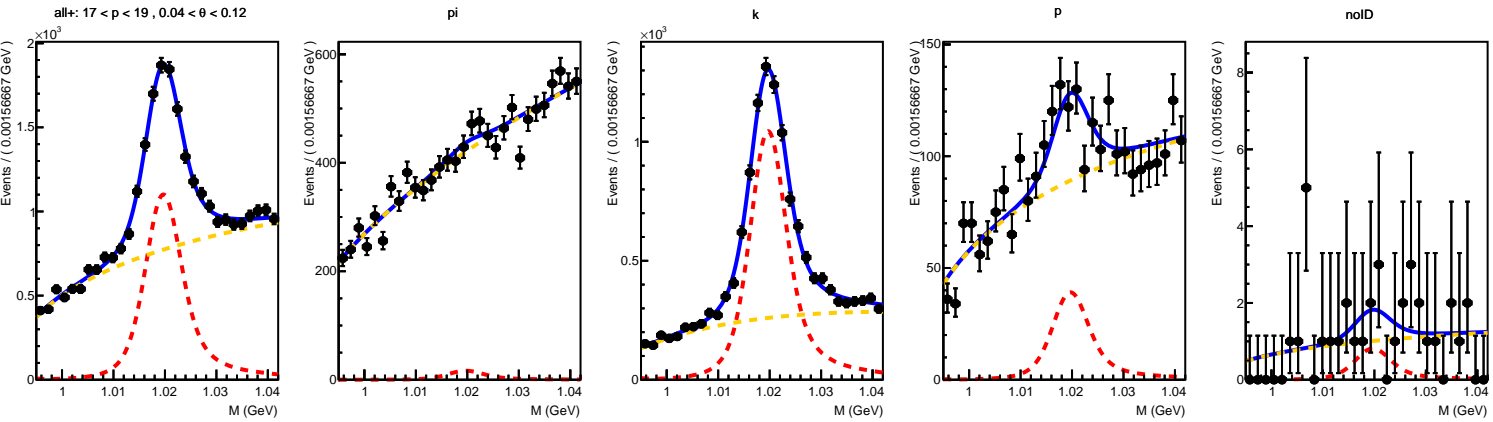 all+: 17 < p < 19 , 0.04 < θ < 0.12
×10³
Events / ( 0.00156667 GeV )
2
1.5
1
0.5
0
1 1.01 1.02 1.03 1.04
M (GeV)
pi
Events / ( 0.00156667 GeV )
600
400
200
0
1 1.01 1.02 1.03 1.04
M (GeV)
k
×10³
Events / ( 0.00156667 GeV )
1
0.5
0
1 1.01 1.02 1.03 1.04
M (GeV)
p
Events / ( 0.00156667 GeV )
150
100
50
0
1 1.01 1.02 1.03 1.04
M (GeV)
noID
Events / ( 0.00156667 GeV )
8
6
4
2
0
1 1.01 1.02 1.03 1.04
M (GeV)